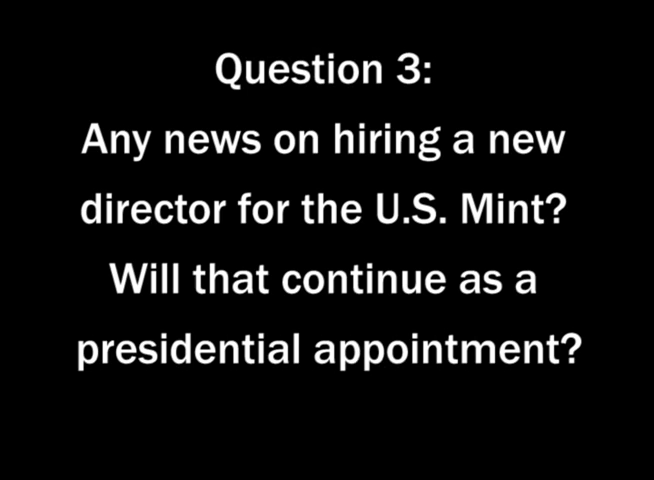 Question 3:
Any news on hiring a new
director for the U.S. Mint?
Will that continue as a
presidential appointment?